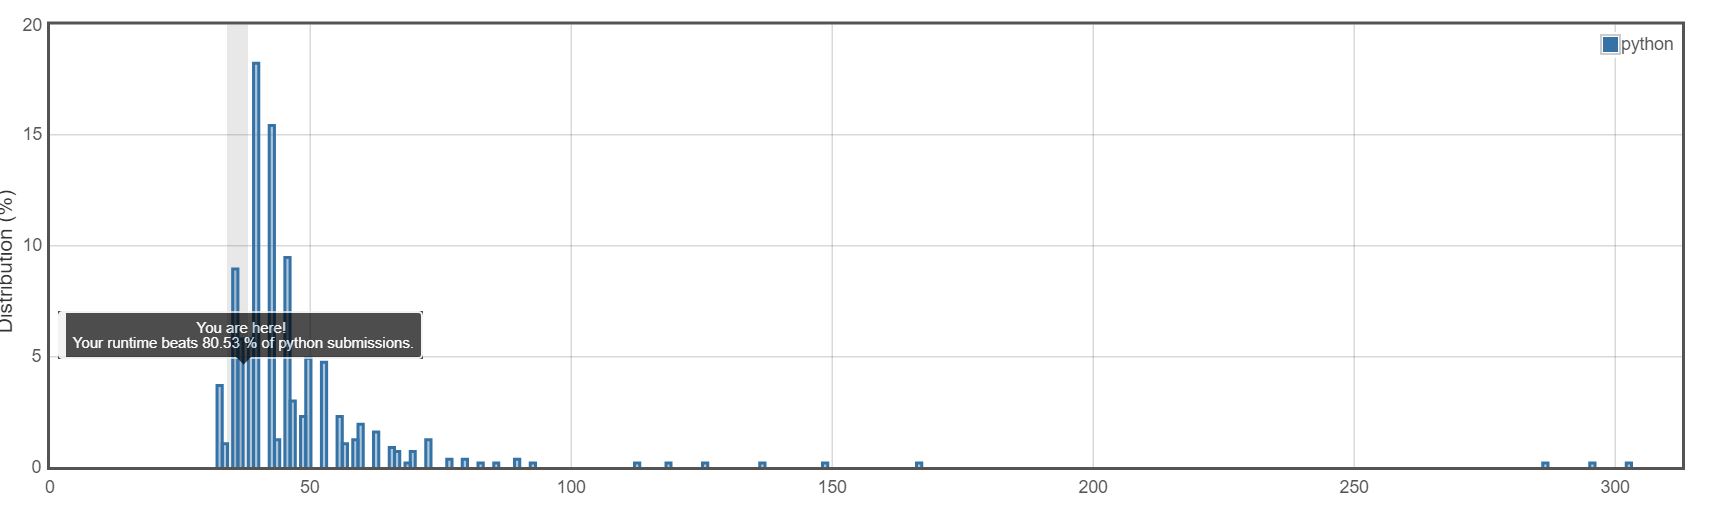 20
python
15
10
Distribution (%)
You are here!
Your runtime beats 80.53 % of python submissions.
5
0
0 50 100 150 200 250 300